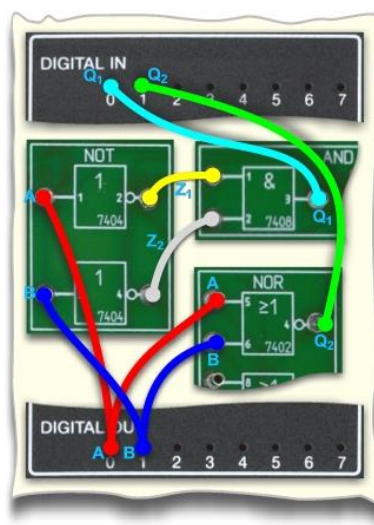 DIGITAL IN
Q₁ Q₂
0 1 2 3 4 5 6 7
NOT
AND
A
1
1 2
7404
Z₁
1
&
3
2
7408
Q₁
Z₂
B
1
4
7404
NOR
A
5
≥1
4
B
6
7402
Q₂
8
DIGITAL OU
A B
0 1 2 3 4 5 6 7